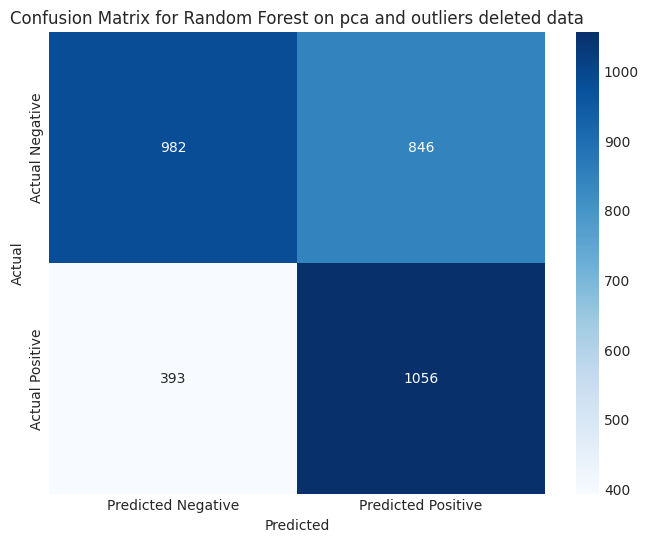 Confusion Matrix for Random Forest on pca and outliers deleted data
Actual
Actual Negative
Actual Positive
982
846
393
1056
Predicted Negative
Predicted Positive
Predicted
1000
900
800
700
600
500
400